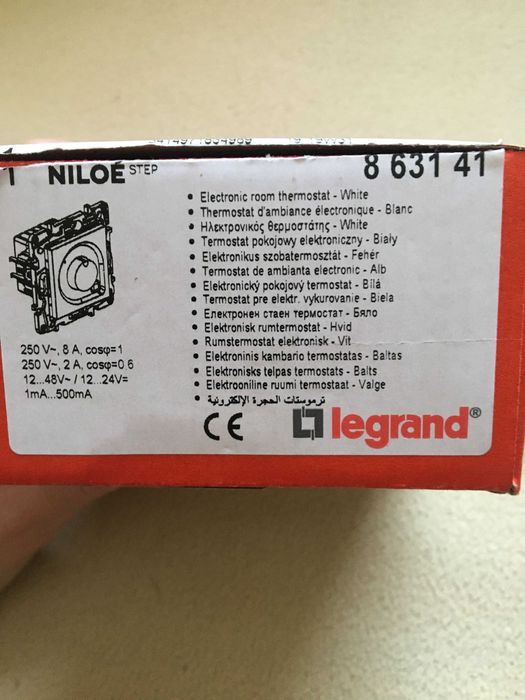 1 NILOÉ STEP 8 631 41
• Electronic room thermostat - White
• Thermostat d'ambiance électronique - Blanc
• Ηλεκτρονικός θερμοστάτης - White
• Termostat pokojowy elektroniczny - Biały
• Elektronikus szobatermosztát - Fehér
• Termostat de ambianta electronic - Alb
• Elektronický pokojový termostat - Bílá
• Termostat pre elektr. vykurovanie - Biela
• Електронен стаен термостат - Бяло
• Elektronisk rumtermostat - Hvid
• Rumstermostat elektronisk - Vit
• Elektroninis kambario termostatas - Baltas
• Elektronisks telpas termostats - Balts
• Elektrooniline ruumi termostaat - Valge
• ترموستات الحجرة الإلكترونية
250 V~, 8 A, cosφ=1
250 V~, 2 A, cosφ=0 6
12...48V~ / 12...24V=
1mA...500mA
CE legrand®